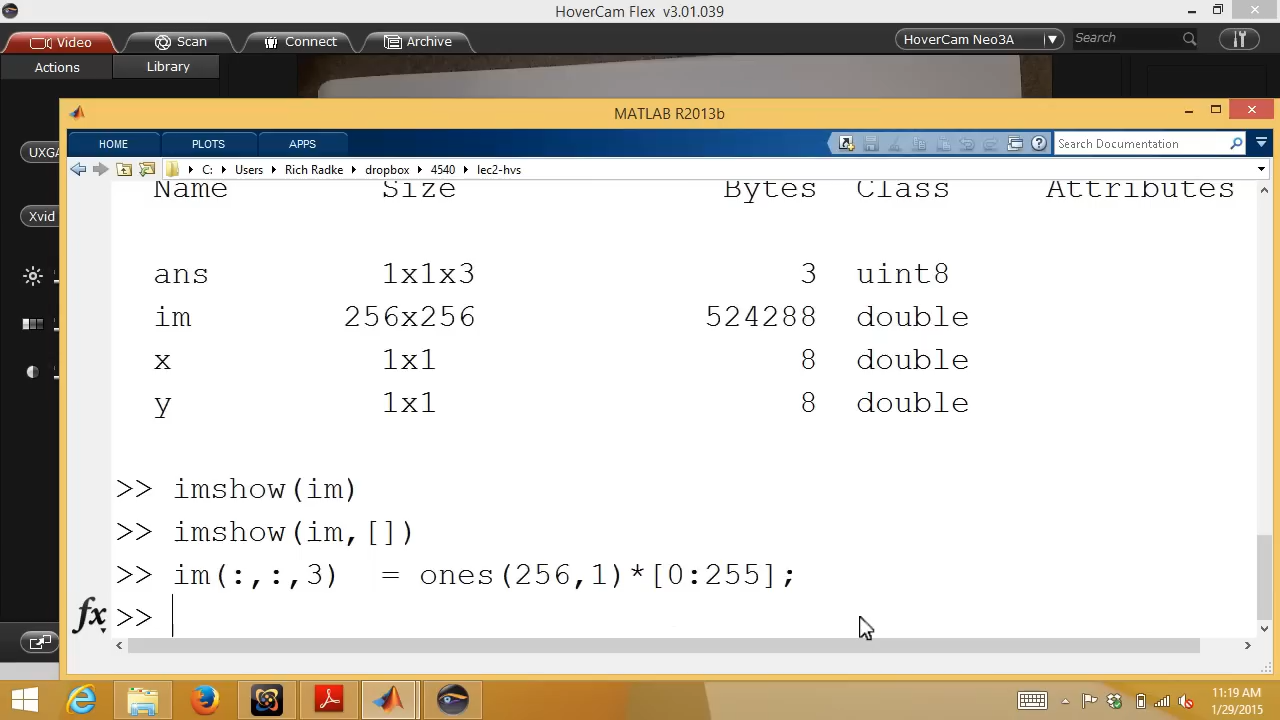 HoverCam Flex v3.01.039
Video Scan Connect Archive HoverCam Neo3A Search
Actions Library
MATLAB R2013b
HOME PLOTS APPS Search Documentation
C: Users Rich Radke dropbox 4540 lec2-hvs
UXGA
Xvid
Name Size Bytes Class Attributes
ans 1x1x3 3 uint8
im 256x256 524288 double
x 1x1 8 double
y 1x1 8 double
>> imshow(im)
>> imshow(im,[])
>> im(:,:,3) = ones(256,1)*[0:255];
fx >>
11:19 AM
1/29/2015